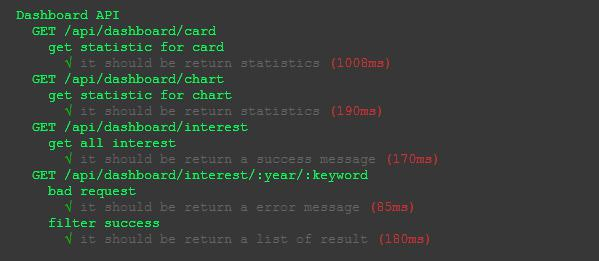 Dashboard API
GET /api/dashboard/card
get statistic for card
√ it should be return statistics (1008ms)
GET /api/dashboard/chart
get statistic for chart
√ it should be return statistics (190ms)
GET /api/dashboard/interest
get all interest
√ it should be return a success message (170ms)
GET /api/dashboard/interest/:year/:keyword
bad request
√ it should be return a error message (85ms)
filter success
√ it should be return a list of result (180ms)